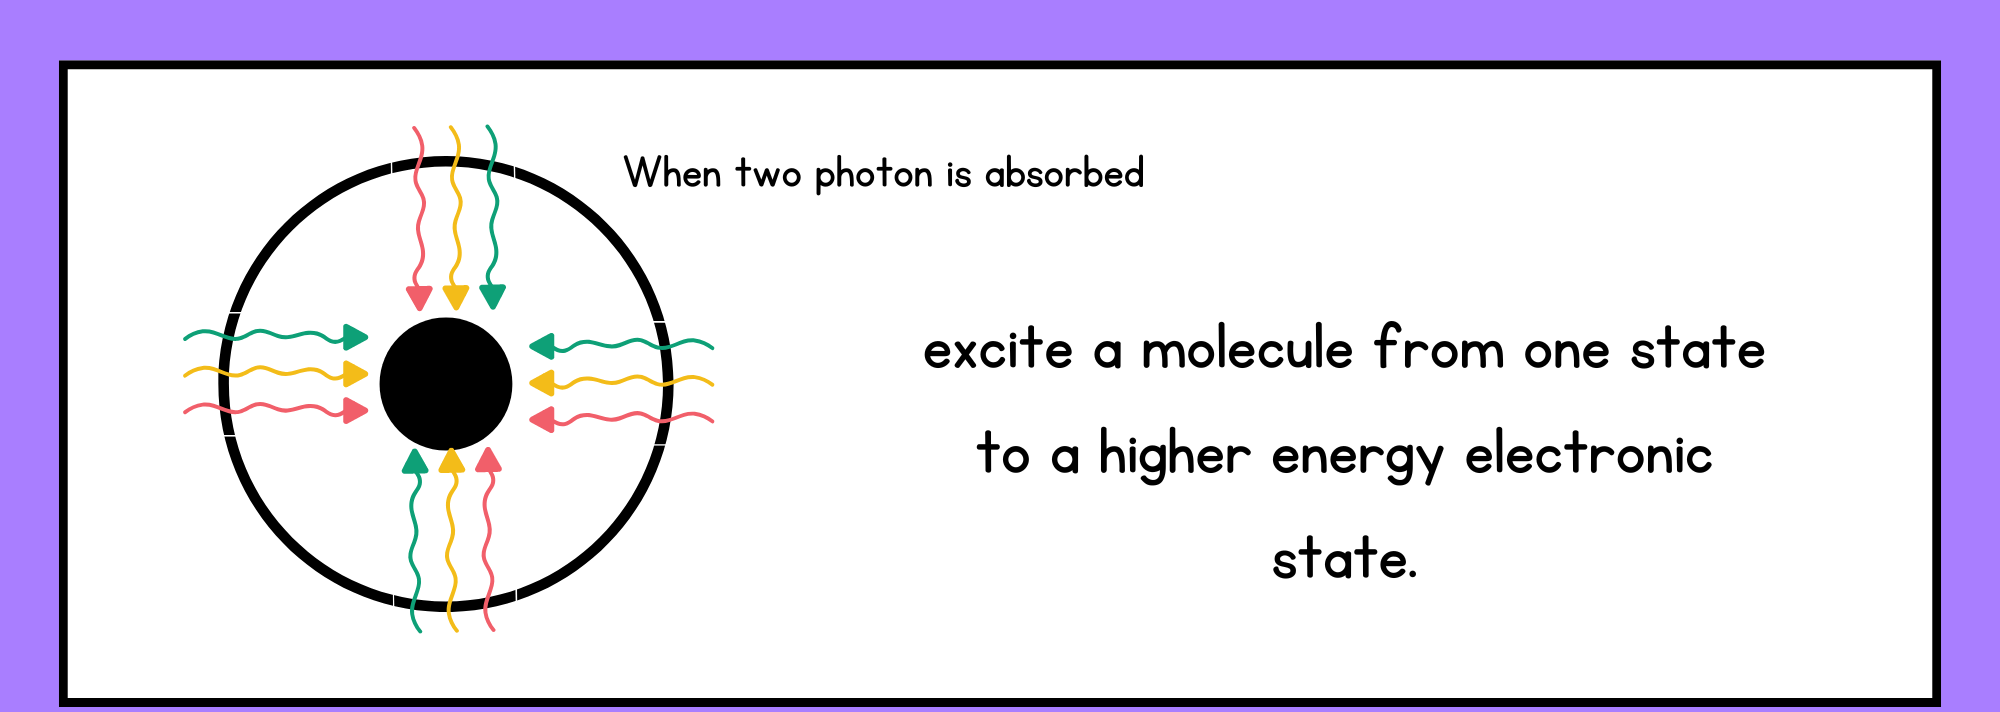 When two photon is absorbed
excite a molecule from one state
to a higher energy electronic
state.